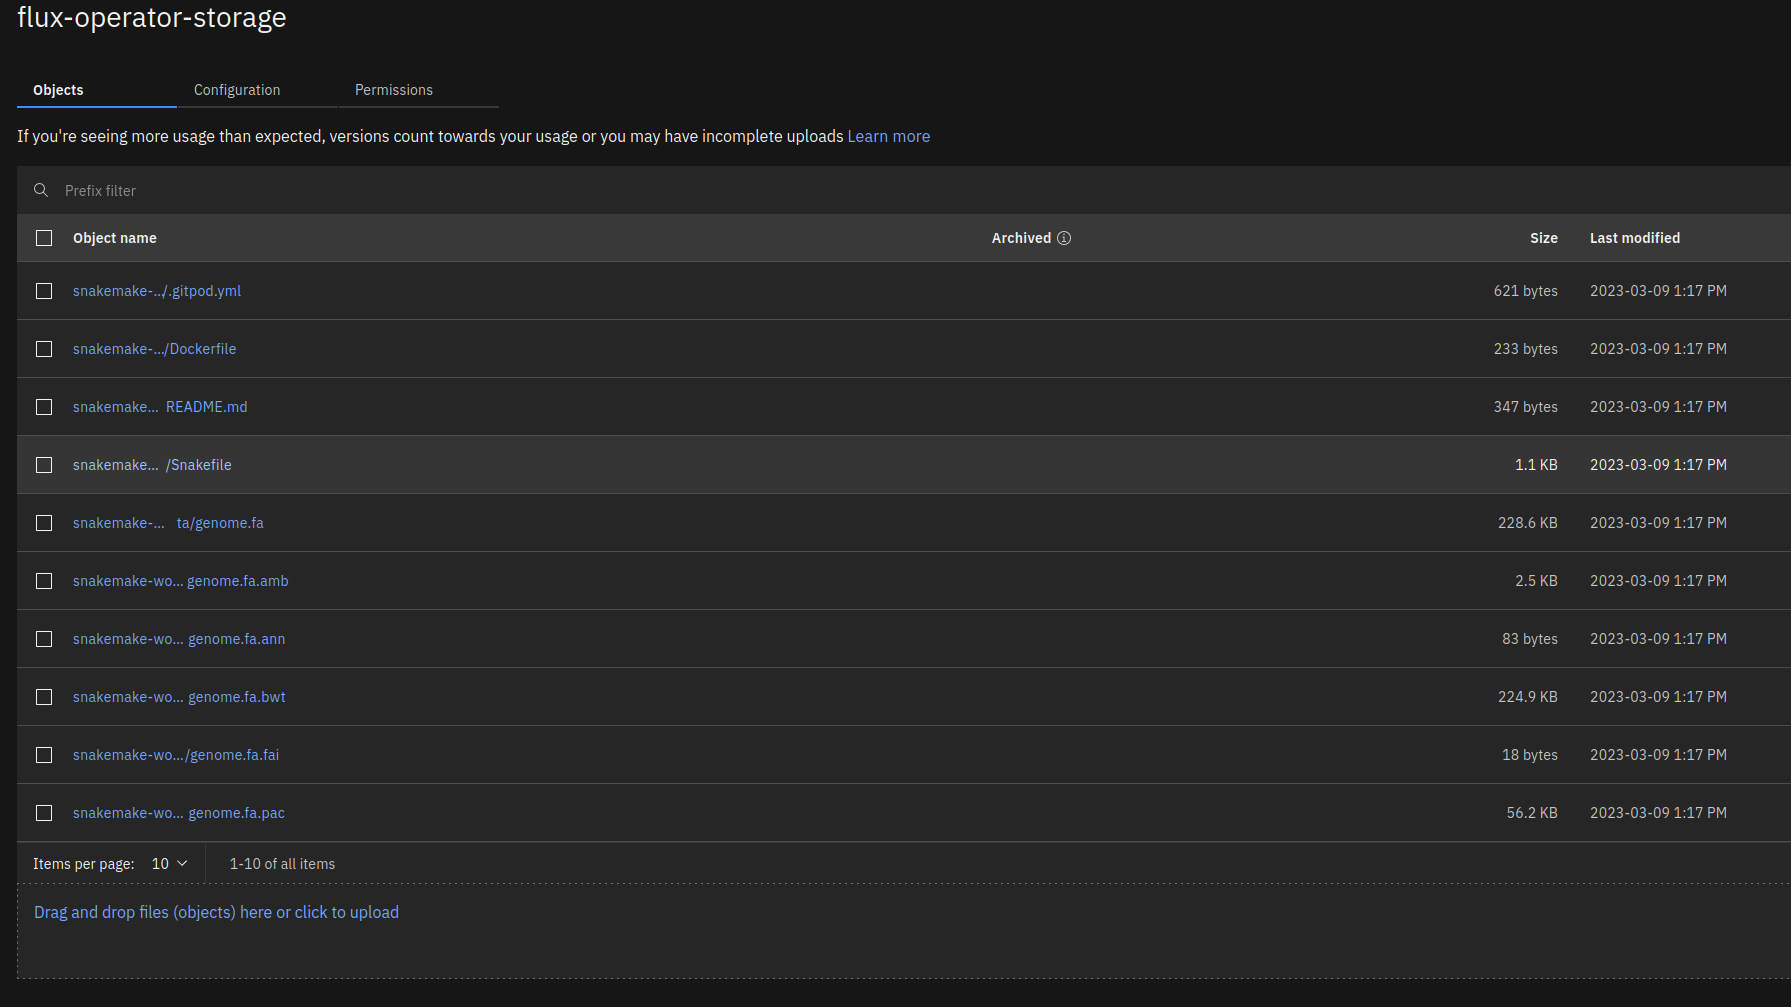 flux-operator-storage
Objects Configuration Permissions
If you're seeing more usage than expected, versions count towards your usage or you may have incomplete uploads Learn more
Prefix filter
Object name Archived Size Last modified
snakemake-../.gitpod.yml 621 bytes 2023-03-09 1:17 PM
snakemake-.../Dockerfile 233 bytes 2023-03-09 1:17 PM
snakemake... README.md 347 bytes 2023-03-09 1:17 PM
snakemake... /Snakefile 1.1 KB 2023-03-09 1:17 PM
snakemake-... ta/genome.fa 228.6 KB 2023-03-09 1:17 PM
snakemake-wo... genome.fa.amb 2.5 KB 2023-03-09 1:17 PM
snakemake-wo... genome.fa.ann 83 bytes 2023-03-09 1:17 PM
snakemake-wo... genome.fa.bwt 224.9 KB 2023-03-09 1:17 PM
snakemake-wo.../genome.fa.fai 18 bytes 2023-03-09 1:17 PM
snakemake-wo... genome.fa.pac 56.2 KB 2023-03-09 1:17 PM
Items per page: 10 1-10 of all items
Drag and drop files (objects) here or click to upload